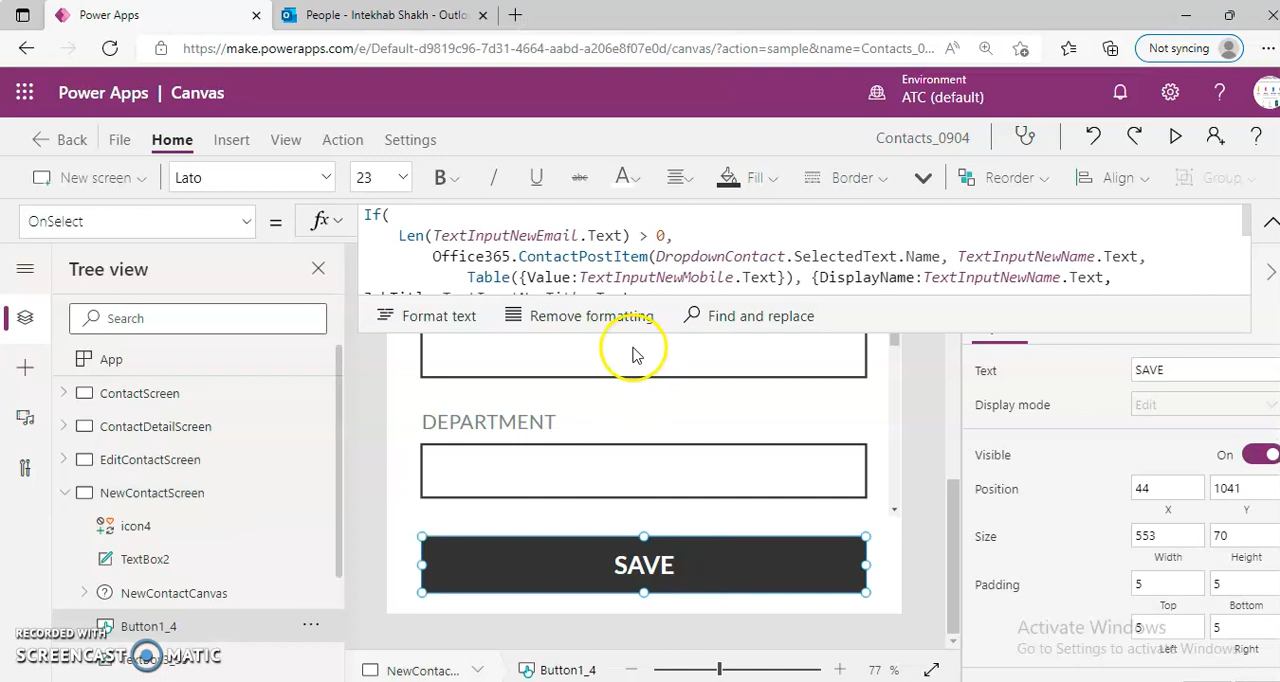 Power Apps
People - Intekhab Shakh - Outlo
https://make.powerapps.com/e/Default-d9819c96-7d31-4664-aabd-a206e8f07e0d/canvas/?action=sample&name=Contacts_0...
Not syncing
Power Apps | Canvas
Environment
ATC (default)
Back File Home Insert View Action Settings
Contacts_0904
New screen
Lato
23
B
Fill
Border
Reorder
Align
Group
OnSelect
= fx
If(
Len(TextInputNewEmail.Text) > 0,
Office365.ContactPostItem(DropdownContact.SelectedText.Name, TextInputNewName.Text,
Table({Value:TextInputNewMobile.Text}), {DisplayName:TextInputNewName.Text,
Format text Remove formatting Find and replace
Tree view
Search
App
ContactScreen
ContactDetailScreen
EditContactScreen
NewContactScreen
icon4
TextBox2
NewContactCanvas
Button1_4
DEPARTMENT
SAVE
Text SAVE
Display mode Edit
Visible On
Position 44 1041
X Y
Size 553 70
Width Height
Padding 5 5
Top Bottom
5 5
Left Right
Activate Windows
Go to Settings to activate Windows.
RECORDED WITH
SCREENCAST MATIC
NewContac... Button1_4 77 %